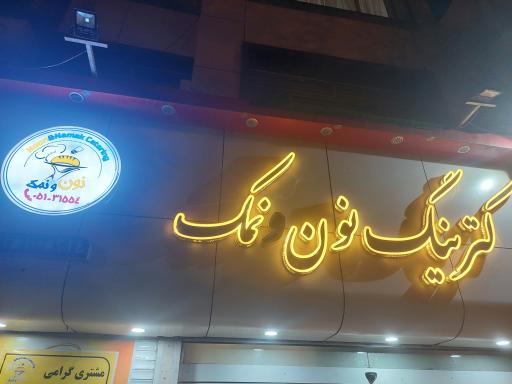 Noon & Namak Catering
نون و نمک
۰۵۱-۳۱۵۵۴
کترینگ نون و نمک
مشتری گرامی